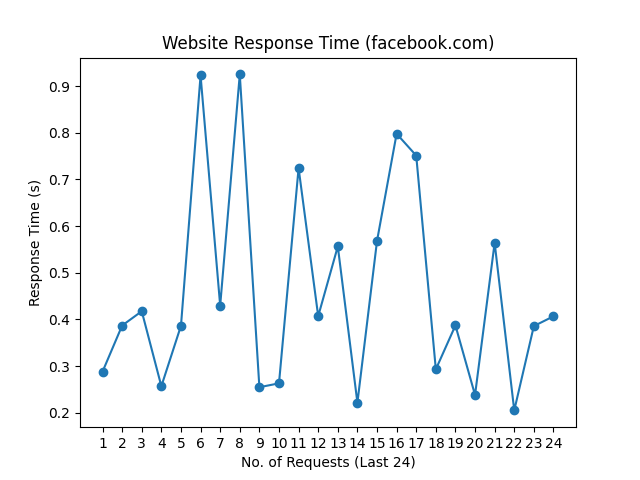 Website Response Time (facebook.com)
Response Time (s)
0.9
0.8
0.7
0.6
0.5
0.4
0.3
0.2
1 2 3 4 5 6 7 8 9 10 11 12 13 14 15 16 17 18 19 20 21 22 23 24
No. of Requests (Last 24)